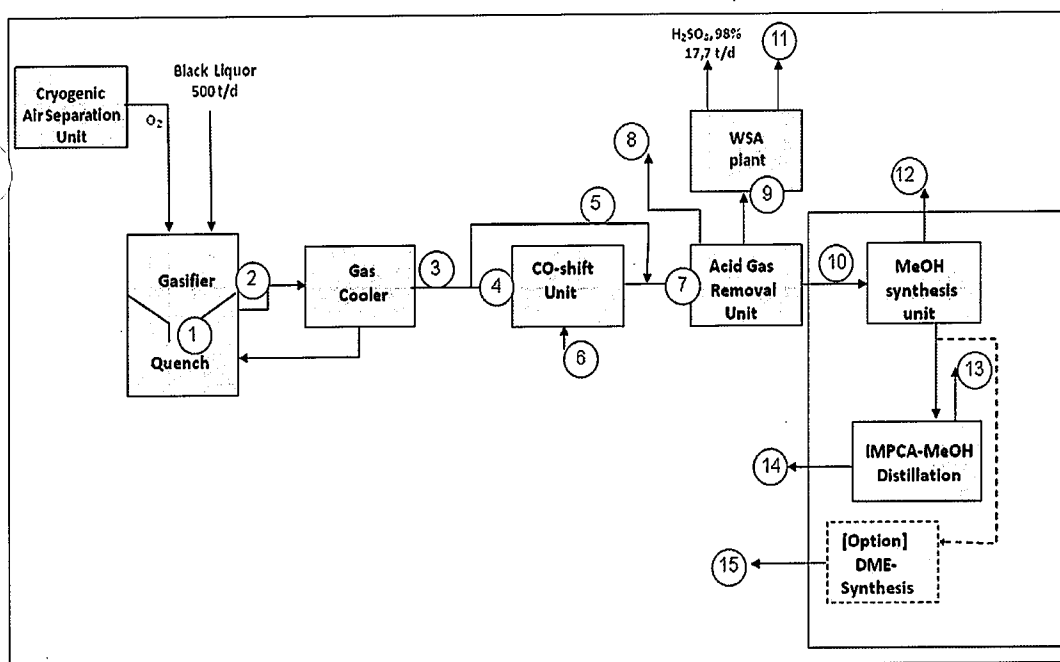 H₂SO₄, 98%
17,7 t/d
11
Cryogenic
Air Separation
Unit
O₂
Black Liquor
500 t/d
WSA
plant
8
9
12
5
Gasifier
2
Gas
Cooler
3
4
CO-shift
Unit
7
Acid Gas
Removal
Unit
10
MeOH
synthesis
unit
1
Quench
6
13
IMPCA-MeOH
Distillation
14
[Option]
DME-
Synthesis
15